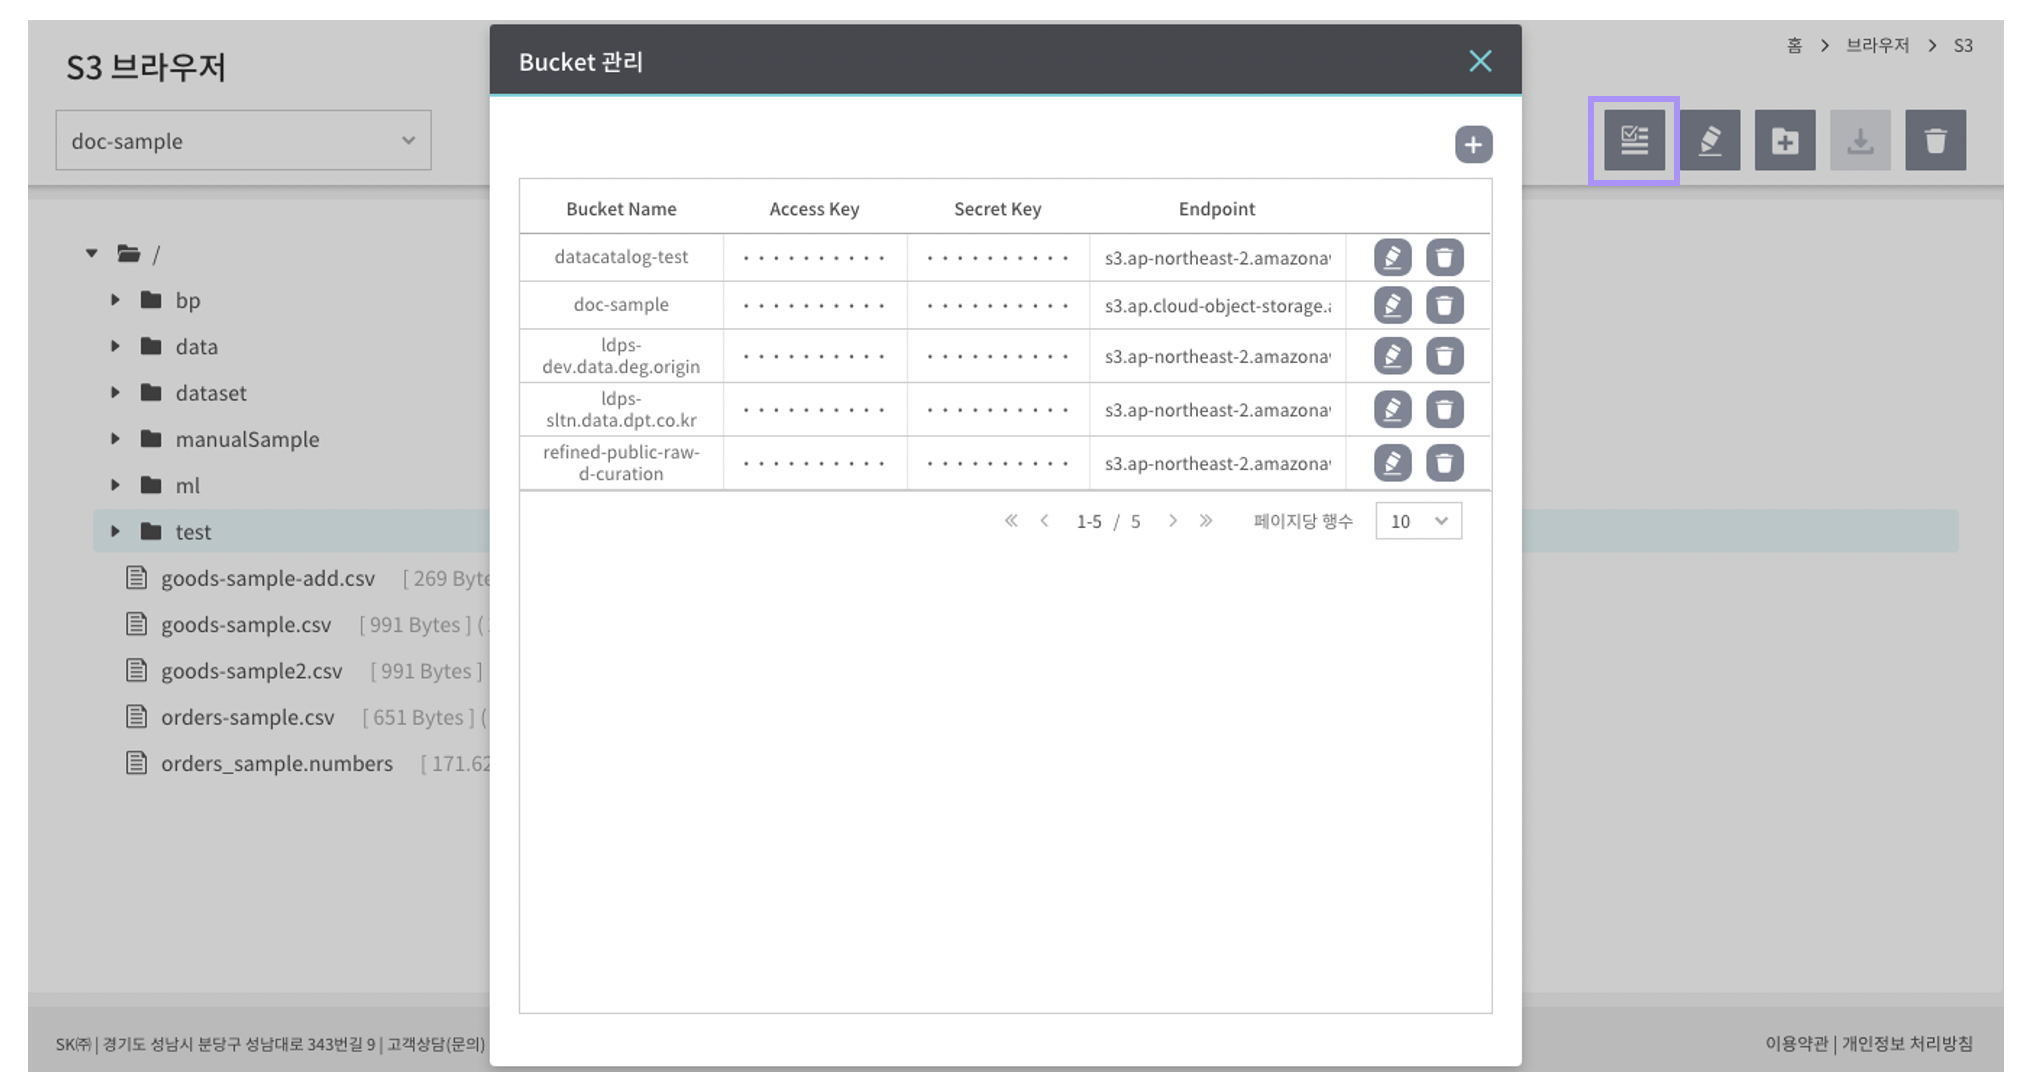 S3 브라우저
홈 > 브라우저 > S3
doc-sample
/
bp
data
dataset
manualSample
ml
test
goods-sample-add.csv [ 269 Byte
goods-sample.csv [ 991 Bytes ] (
goods-sample2.csv [ 991 Bytes ]
orders-sample.csv [ 651 Bytes ] (
orders_sample.numbers [ 171.62
Bucket 관리
Bucket Name Access Key Secret Key Endpoint
datacatalog-test • • • • • • • • • • • • • • • • • • • • s3.ap-northeast-2.amazona
doc-sample • • • • • • • • • • • • • • • • • • • • s3.ap.cloud-object-storage.
ldps-
dev.data.deg.origin • • • • • • • • • • • • • • • • • • • • s3.ap-northeast-2.amazona
ldps-
sltn.data.dpt.co.kr • • • • • • • • • • • • • • • • • • • • s3.ap-northeast-2.amazona
refined-public-raw-
d-curation • • • • • • • • • • • • • • • • • • • • s3.ap-northeast-2.amazona
« < 1-5 / 5 > » 페이지당 행수 10
SK㈜ | 경기도 성남시 분당구 성남대로 343번길 9 | 고객상담(문의)
이용약관 | 개인정보 처리방침